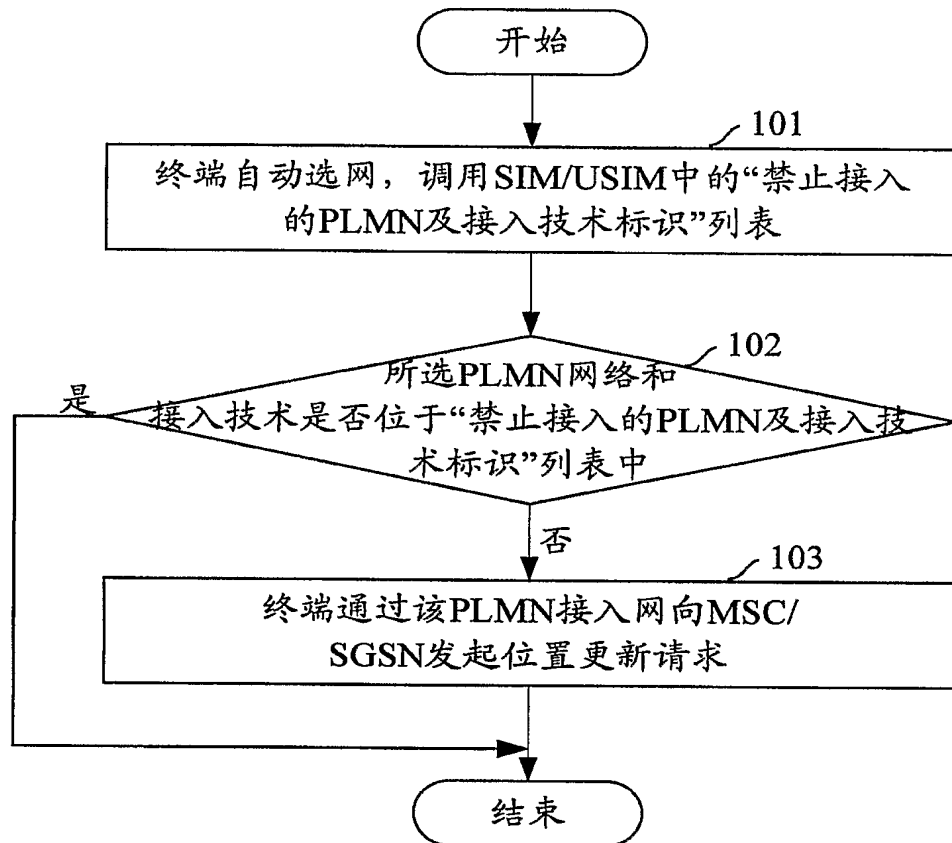 开始
101
终端自动选网，调用SIM/USIM中的“禁止接入
的PLMN及接入技术标识”列表
102
所选PLMN网络和
是
接入技术是否位于“禁止接入的PLMN及接入技
术标识”列表中
否
103
终端通过该PLMN接入网向MSC/
SGSN发起位置更新请求
结束